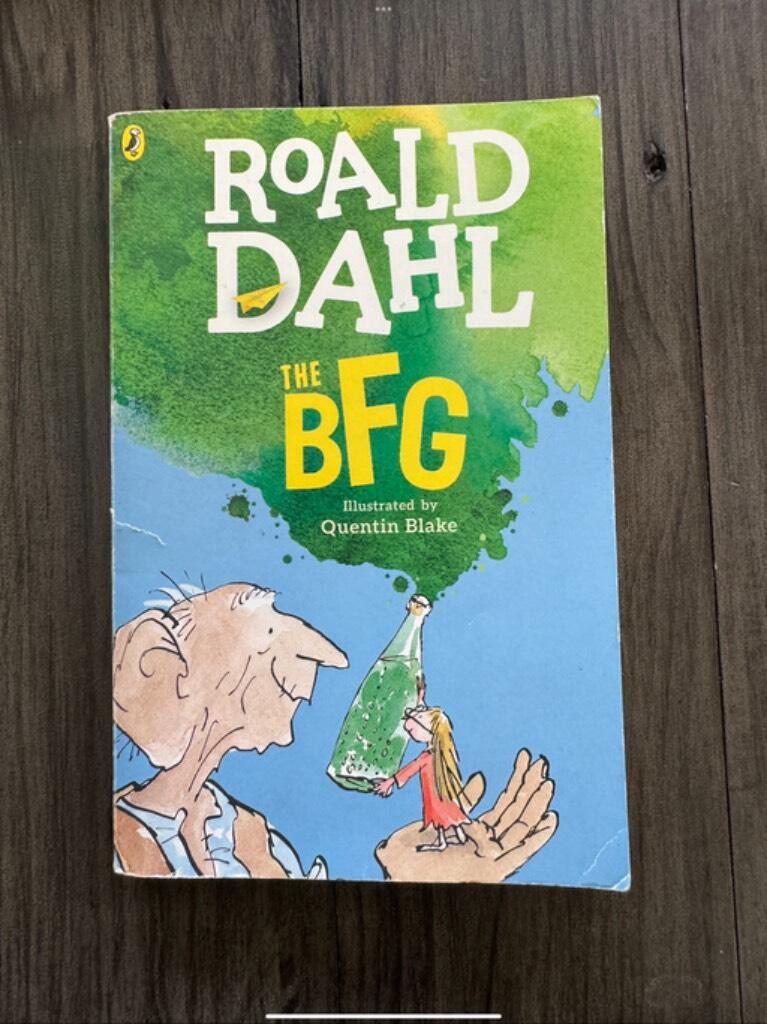 ROALD
DAHL
THE
BFG
Illustrated by
Quentin Blake